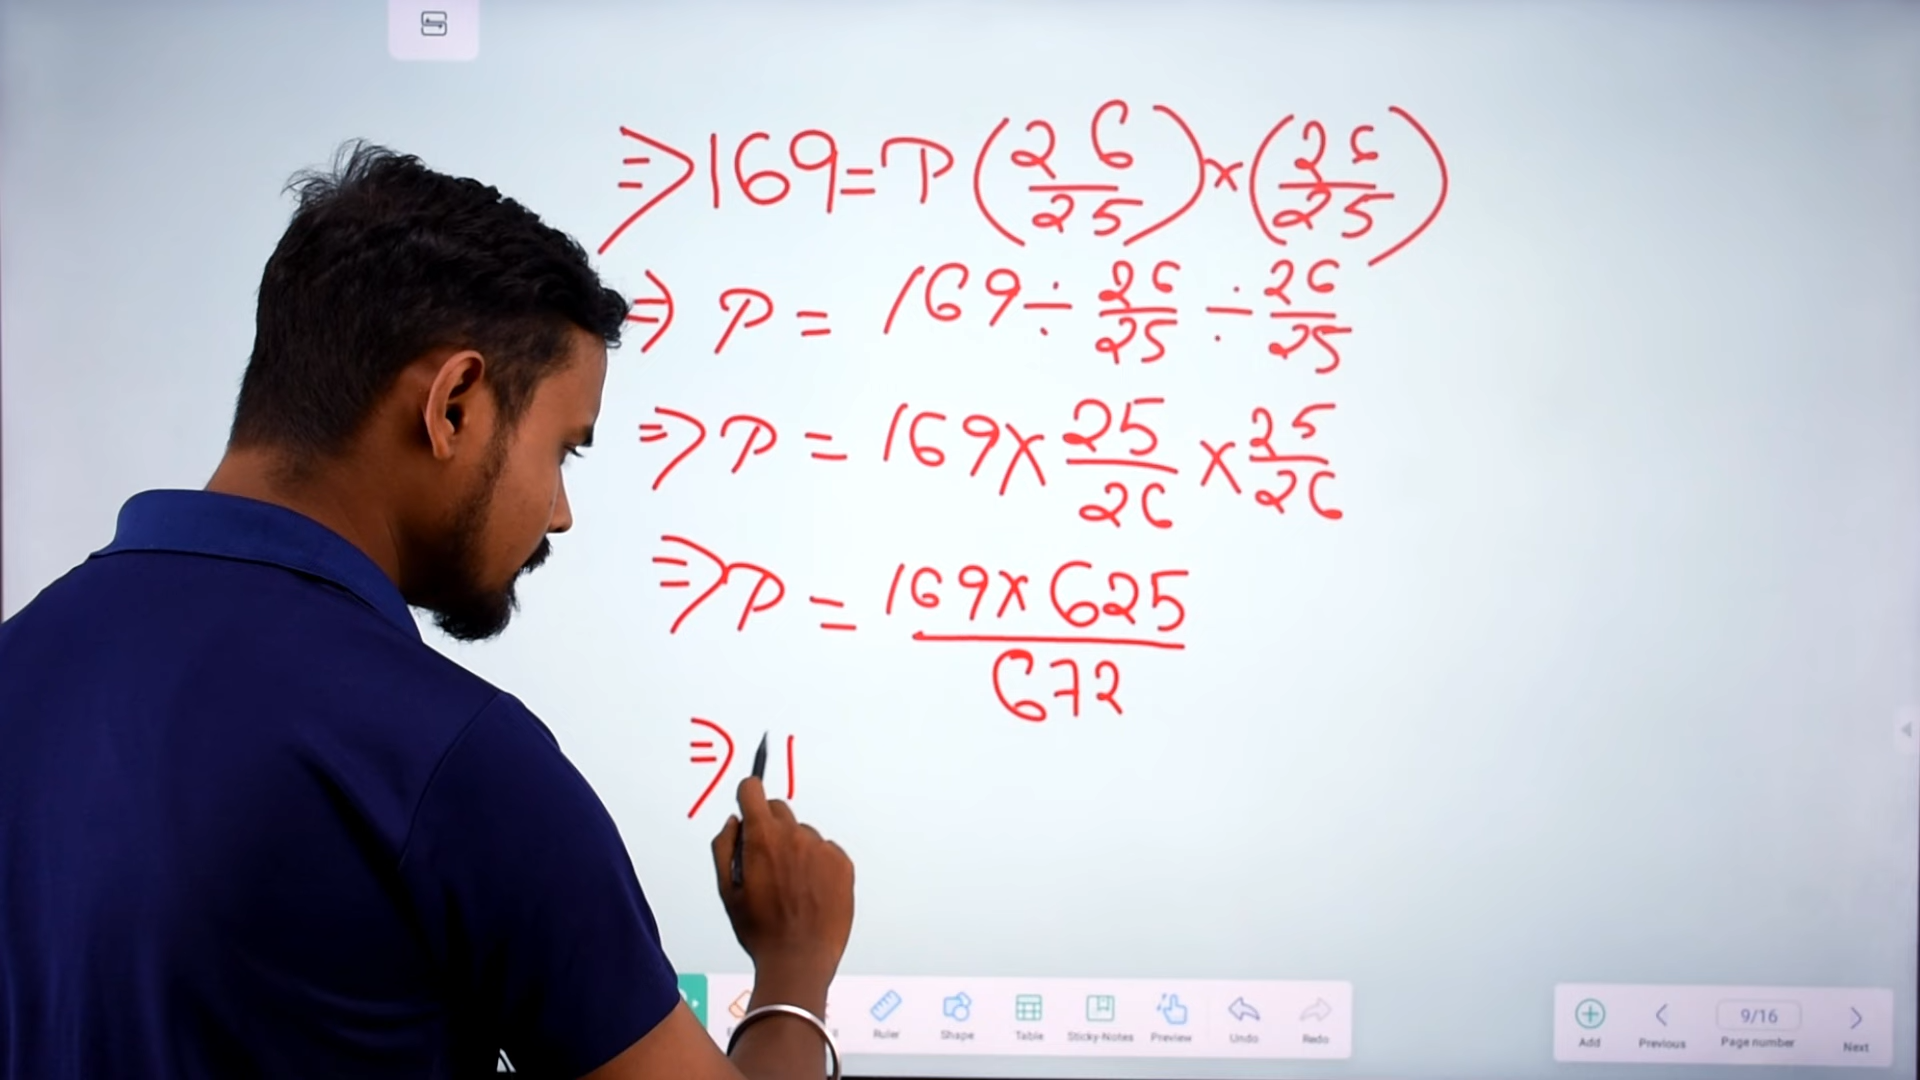 ⇒ 169 = P (26/25) × (26/25)
⇒ P = 169 ÷ 26/25 ÷ 26/25
⇒ P = 169 × 25/26 × 25/26
⇒ P = 169 × 625 / 672
⇒ 1
Ruler Shape Table Sticky-Notes Preview Undo Redo
Add Previous 9/16 Page number Next